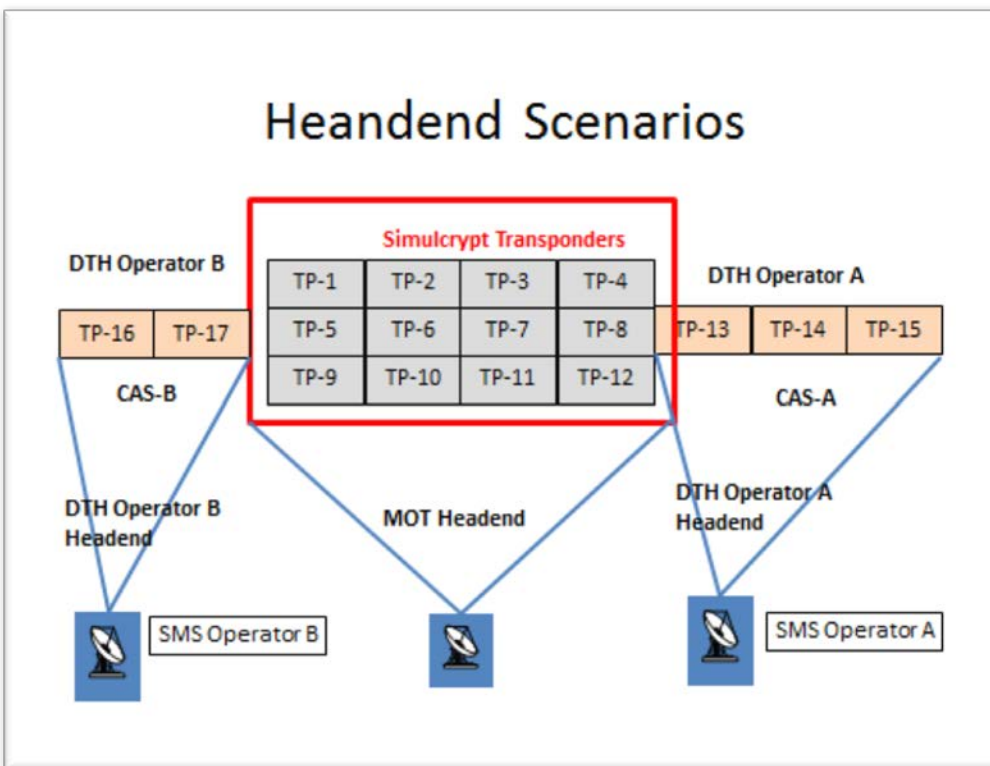 Heandend Scenarios
Simulcrypt Transponders
DTH Operator B
DTH Operator A
TP-1 TP-2 TP-3 TP-4
TP-16 TP-17 TP-5 TP-6 TP-7 TP-8 TP-13 TP-14 TP-15
TP-9 TP-10 TP-11 TP-12
CAS-B
CAS-A
DTH Operator B
Headend
MOT Headend
DTH Operator A
Headend
SMS Operator B
SMS Operator A